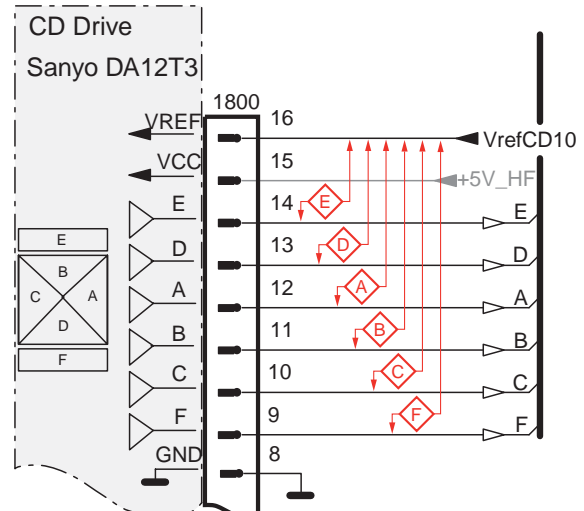 CD Drive
Sanyo DA12T3
1800
VREF
16
VrefCD10
VCC
15
+5V_HF
E
14
E
E
D
13
D
D
A
12
A
A
B
11
B
B
C
10
C
C
F
9
F
F
GND
8
E
B
C
A
D
F